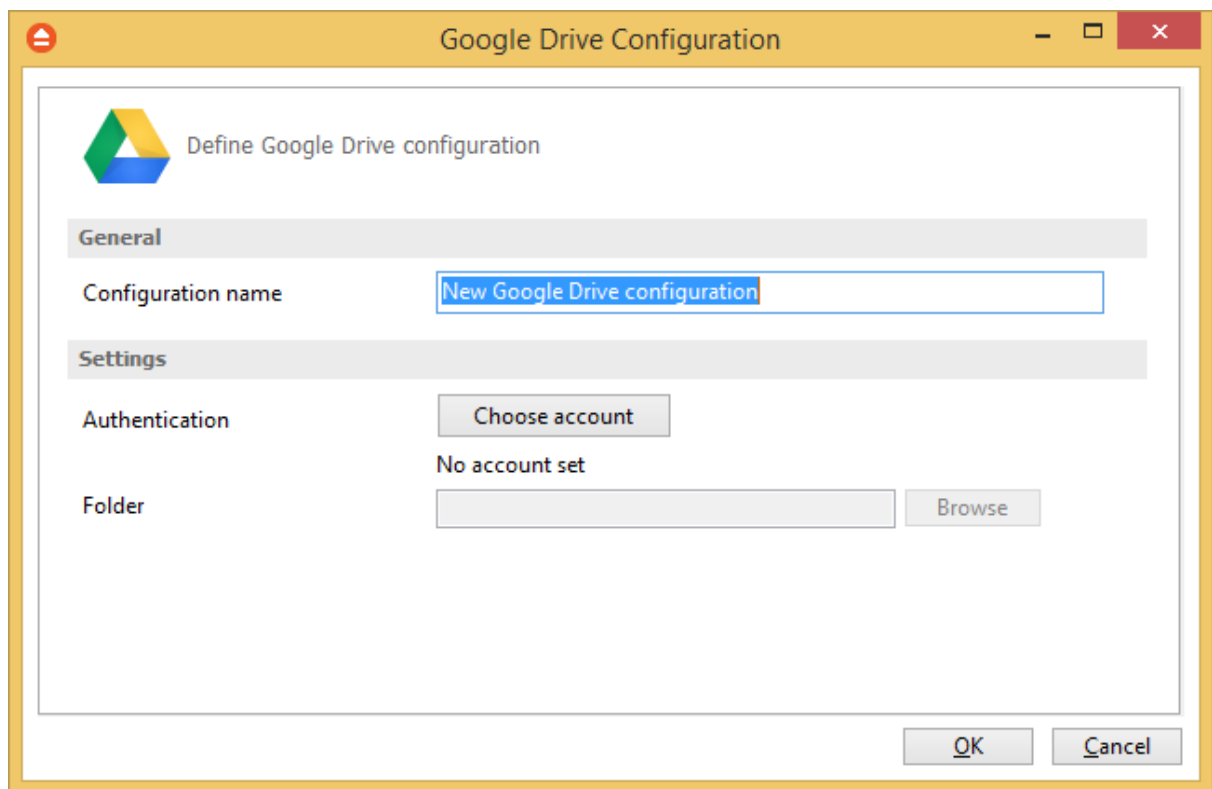 Google Drive Configuration
Define Google Drive configuration
General
Configuration name New Google Drive configuration
Settings
Authentication Choose account
No account set
Folder Browse
OK Cancel